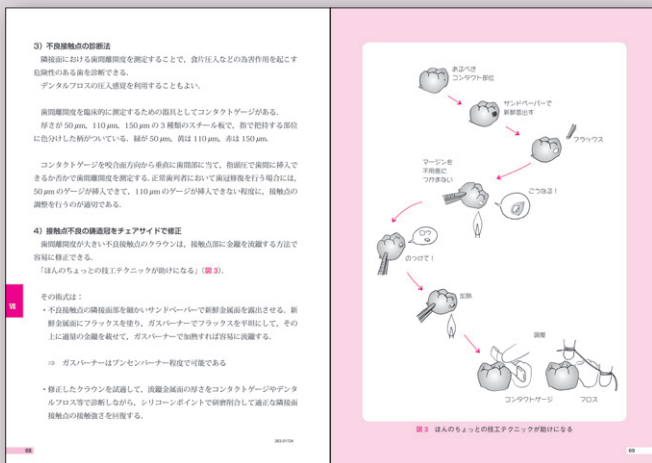 3）不良接触点の診断法
隣接面における歯間離開度を測定することで，食片圧入などの為害作用を起こす
危険性のある歯を診断できる．
デンタルフロスの圧入感覚を利用することもよい．
歯間離開度を臨床的に測定するための器具としてコンタクトゲージがある．
厚さが 50μm，110μm，150μm の 3 種類のスチール板で，指で把持する部位
に色分けした柄がついている．緑が 50μm，黄は 110μm，赤は 150μm．
コンタクトゲージを咬合面方向から垂直に歯間部に当て，指頭圧で歯間に挿入で
きるか否かで歯間離開度を測定する．正常歯列者において歯冠修復を行う場合には，
50μm のゲージが挿入できて，110μm のゲージが挿入できない程度に，接触点の
調整を行うのが適切である．
4）接触点不良の鋳造冠をチェアサイドで修正
歯間離開度が大きい不良接触点のクラウンは，接触点部に金鑞を流鑞する方法で
容易に修正できる．
「ほんのちょっとの技工テクニックが助けになる」（図 3）．
その術式は：
・不良接触点の隣接面部を細かいサンドペーパーで新鮮金属面を露出させる．新
鮮金属面にフラックスを塗り，ガスバーナーでフラックスを平坦にして，その
上に適量の金鑞を載せて，ガスバーナーで加熱すれば容易に流鑞する．
⇒ ガスバーナーはブンゼンバーナー程度で可能である
・修正したクラウンを試適して，流鑞金属面の厚さをコンタクトゲージやデンタ
ルフロス等で診断しながら，シリコーンポイントで研磨削合して適正な隣接面
接触点の接触強さを回復する．
Ⅶ
68
あるべき
コンタクト部位
サンドペーパーで
新鮮面出す
フラックス
マージンを
不用意に
つかまない
こうなる！
ロウ
のっけて！
加熱
調整
コンタクトゲージ
フロス
図 3 ほんのちょっとの技工テクニックが助けになる
69